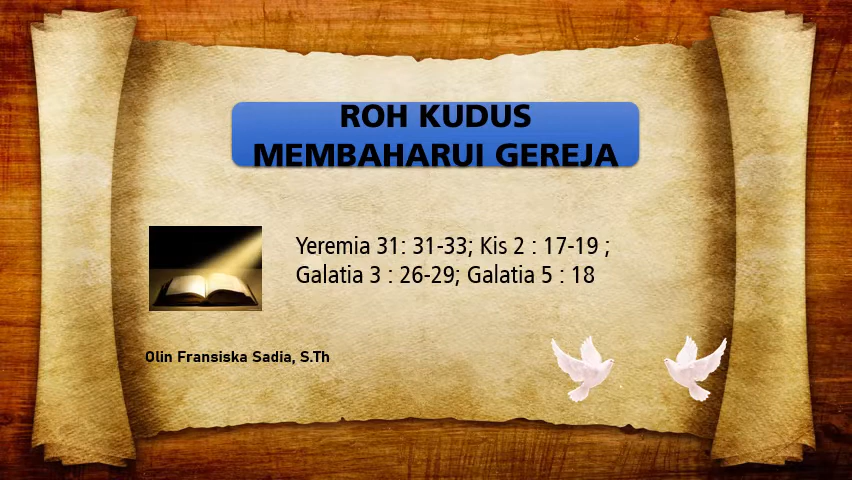 ROH KUDUS
MEMBAHARUI GEREJA
Yeremia 31: 31-33; Kis 2 : 17-19 ;
Galatia 3 : 26-29; Galatia 5 : 18
Olin Fransiska Sadia, S.Th